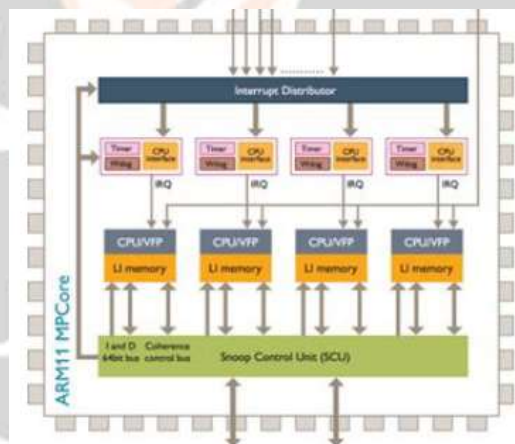 Interrupt Distributor
Timer
Wdog
CPU
interface
Timer
Wdog
CPU
interface
Timer
Wdog
CPU
interface
Timer
Wdog
CPU
interface
IRQ
IRQ
IRQ
IRQ
CPU/VFP
L1 memory
CPU/VFP
L1 memory
CPU/VFP
L1 memory
CPU/VFP
L1 memory
I and D
64bit bus
Coherence
control bus
Snoop Control Unit (SCU)
ARM11 MPCore